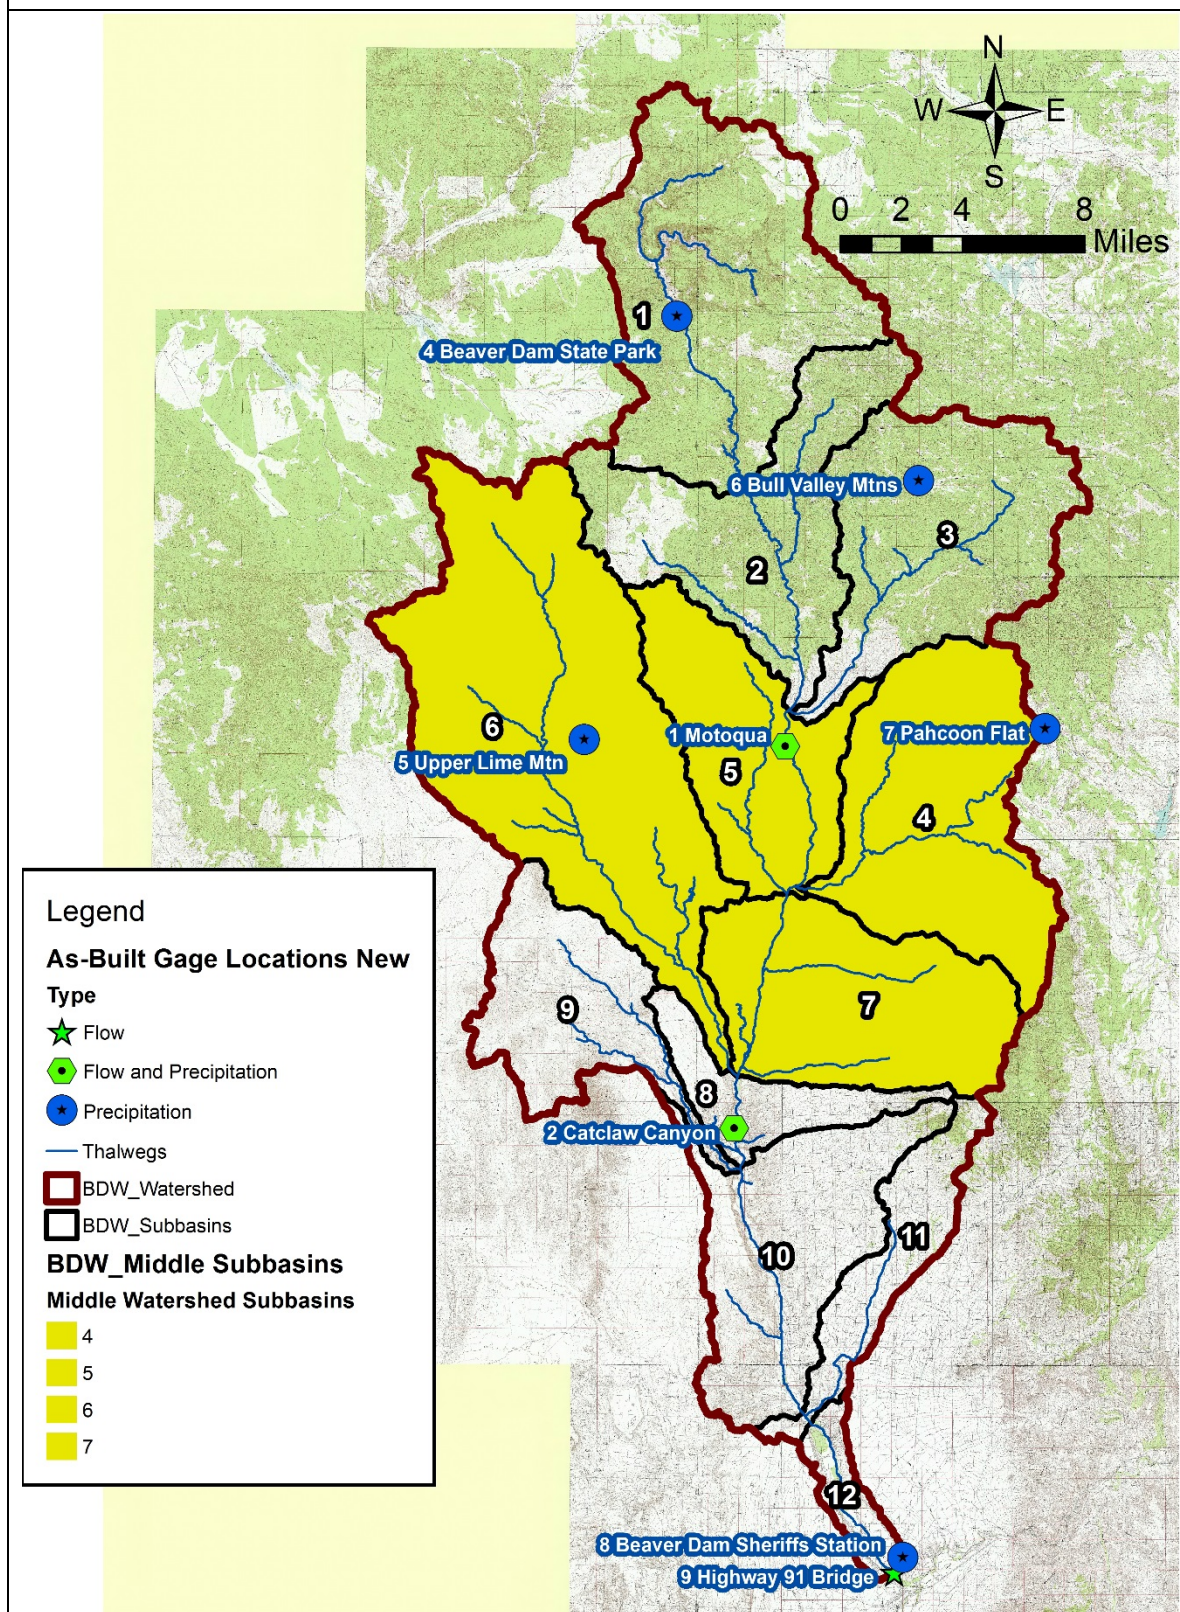 N
W E
S
0 2 4 8
Miles
1
4 Beaver Dam State Park
6 Bull Valley Mtns
3
2
6
1 Motoqua
7 Pahcoon Flat
5 Upper Lime Mtn
5
4
Legend
As-Built Gage Locations New
Type
Flow
Flow and Precipitation
Precipitation
Thalwegs
BDW_Watershed
BDW_Subbasins
BDW_Middle Subbasins
Middle Watershed Subbasins
4
5
6
7
9
7
8
2 Catclaw Canyon
10
11
12
8 Beaver Dam Sheriffs Station
9 Highway 91 Bridge